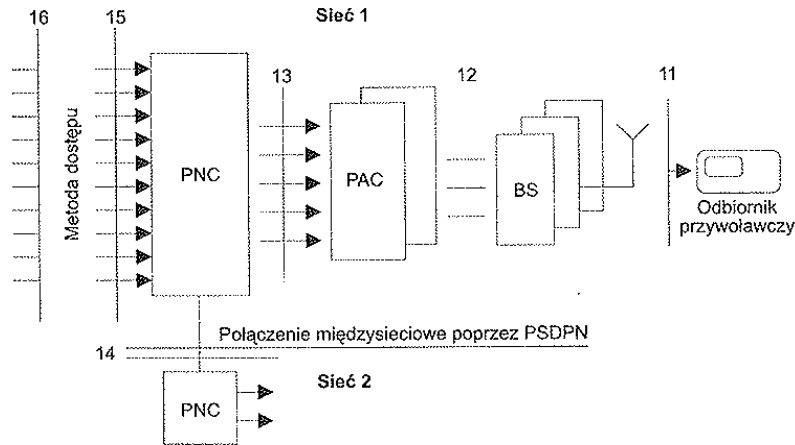 Sieć 1
16
15
13
12
11
Metoda dostępu
PNC
PAC
BS
Odbiornik
przywoławczy
Połączenie międzysieciowe poprzez PSDPN
14
Sieć 2
PNC